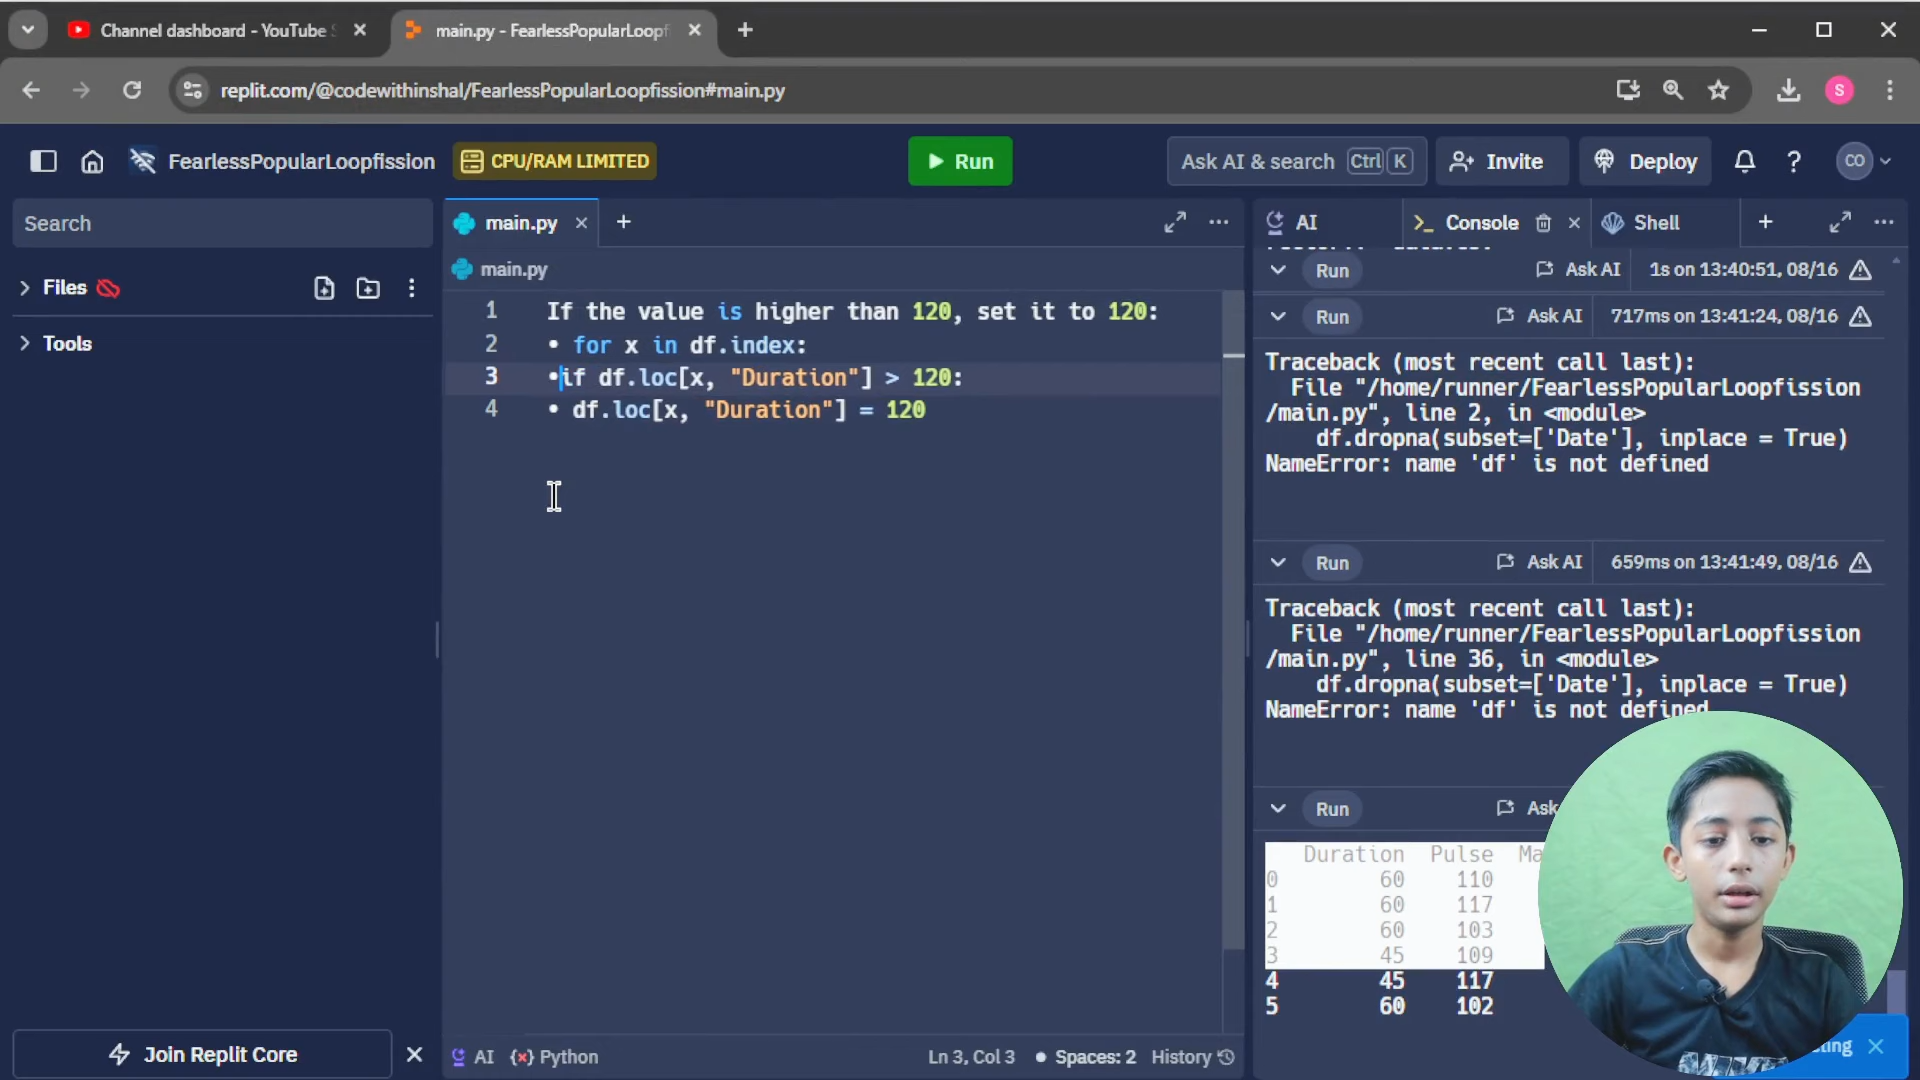 Channel dashboard - YouTube S
main.py - FearlessPopularLoopf
replit.com/@codewithinshal/FearlessPopularLoopfission#main.py
S
FearlessPopularLoopfission
CPU/RAM LIMITED
Run
Ask AI & search Ctrl K
Invite
Deploy
CO
Search
Files
Tools
main.py
main.py
1 If the value is higher than 120, set it to 120:
2 • for x in df.index:
3 •if df.loc[x, "Duration"] > 120:
4 • df.loc[x, "Duration"] = 120
AI
Console
Shell
Run Ask AI 1s on 13:40:51, 08/16
Run Ask AI 717ms on 13:41:24, 08/16
Traceback (most recent call last):
File "/home/runner/FearlessPopularLoopfission
/main.py", line 2, in <module>
df.dropna(subset=['Date'], inplace = True)
NameError: name 'df' is not defined
Run Ask AI 659ms on 13:41:49, 08/16
Traceback (most recent call last):
File "/home/runner/FearlessPopularLoopfission
/main.py", line 36, in <module>
df.dropna(subset=['Date'], inplace = True)
NameError: name 'df' is not defined
Run Ask
Duration Pulse Ma
0 60 110
1 60 117
2 60 103
3 45 109
4 45 117
5 60 102
Join Replit Core
AI Python
Ln 3, Col 3 Spaces: 2 History